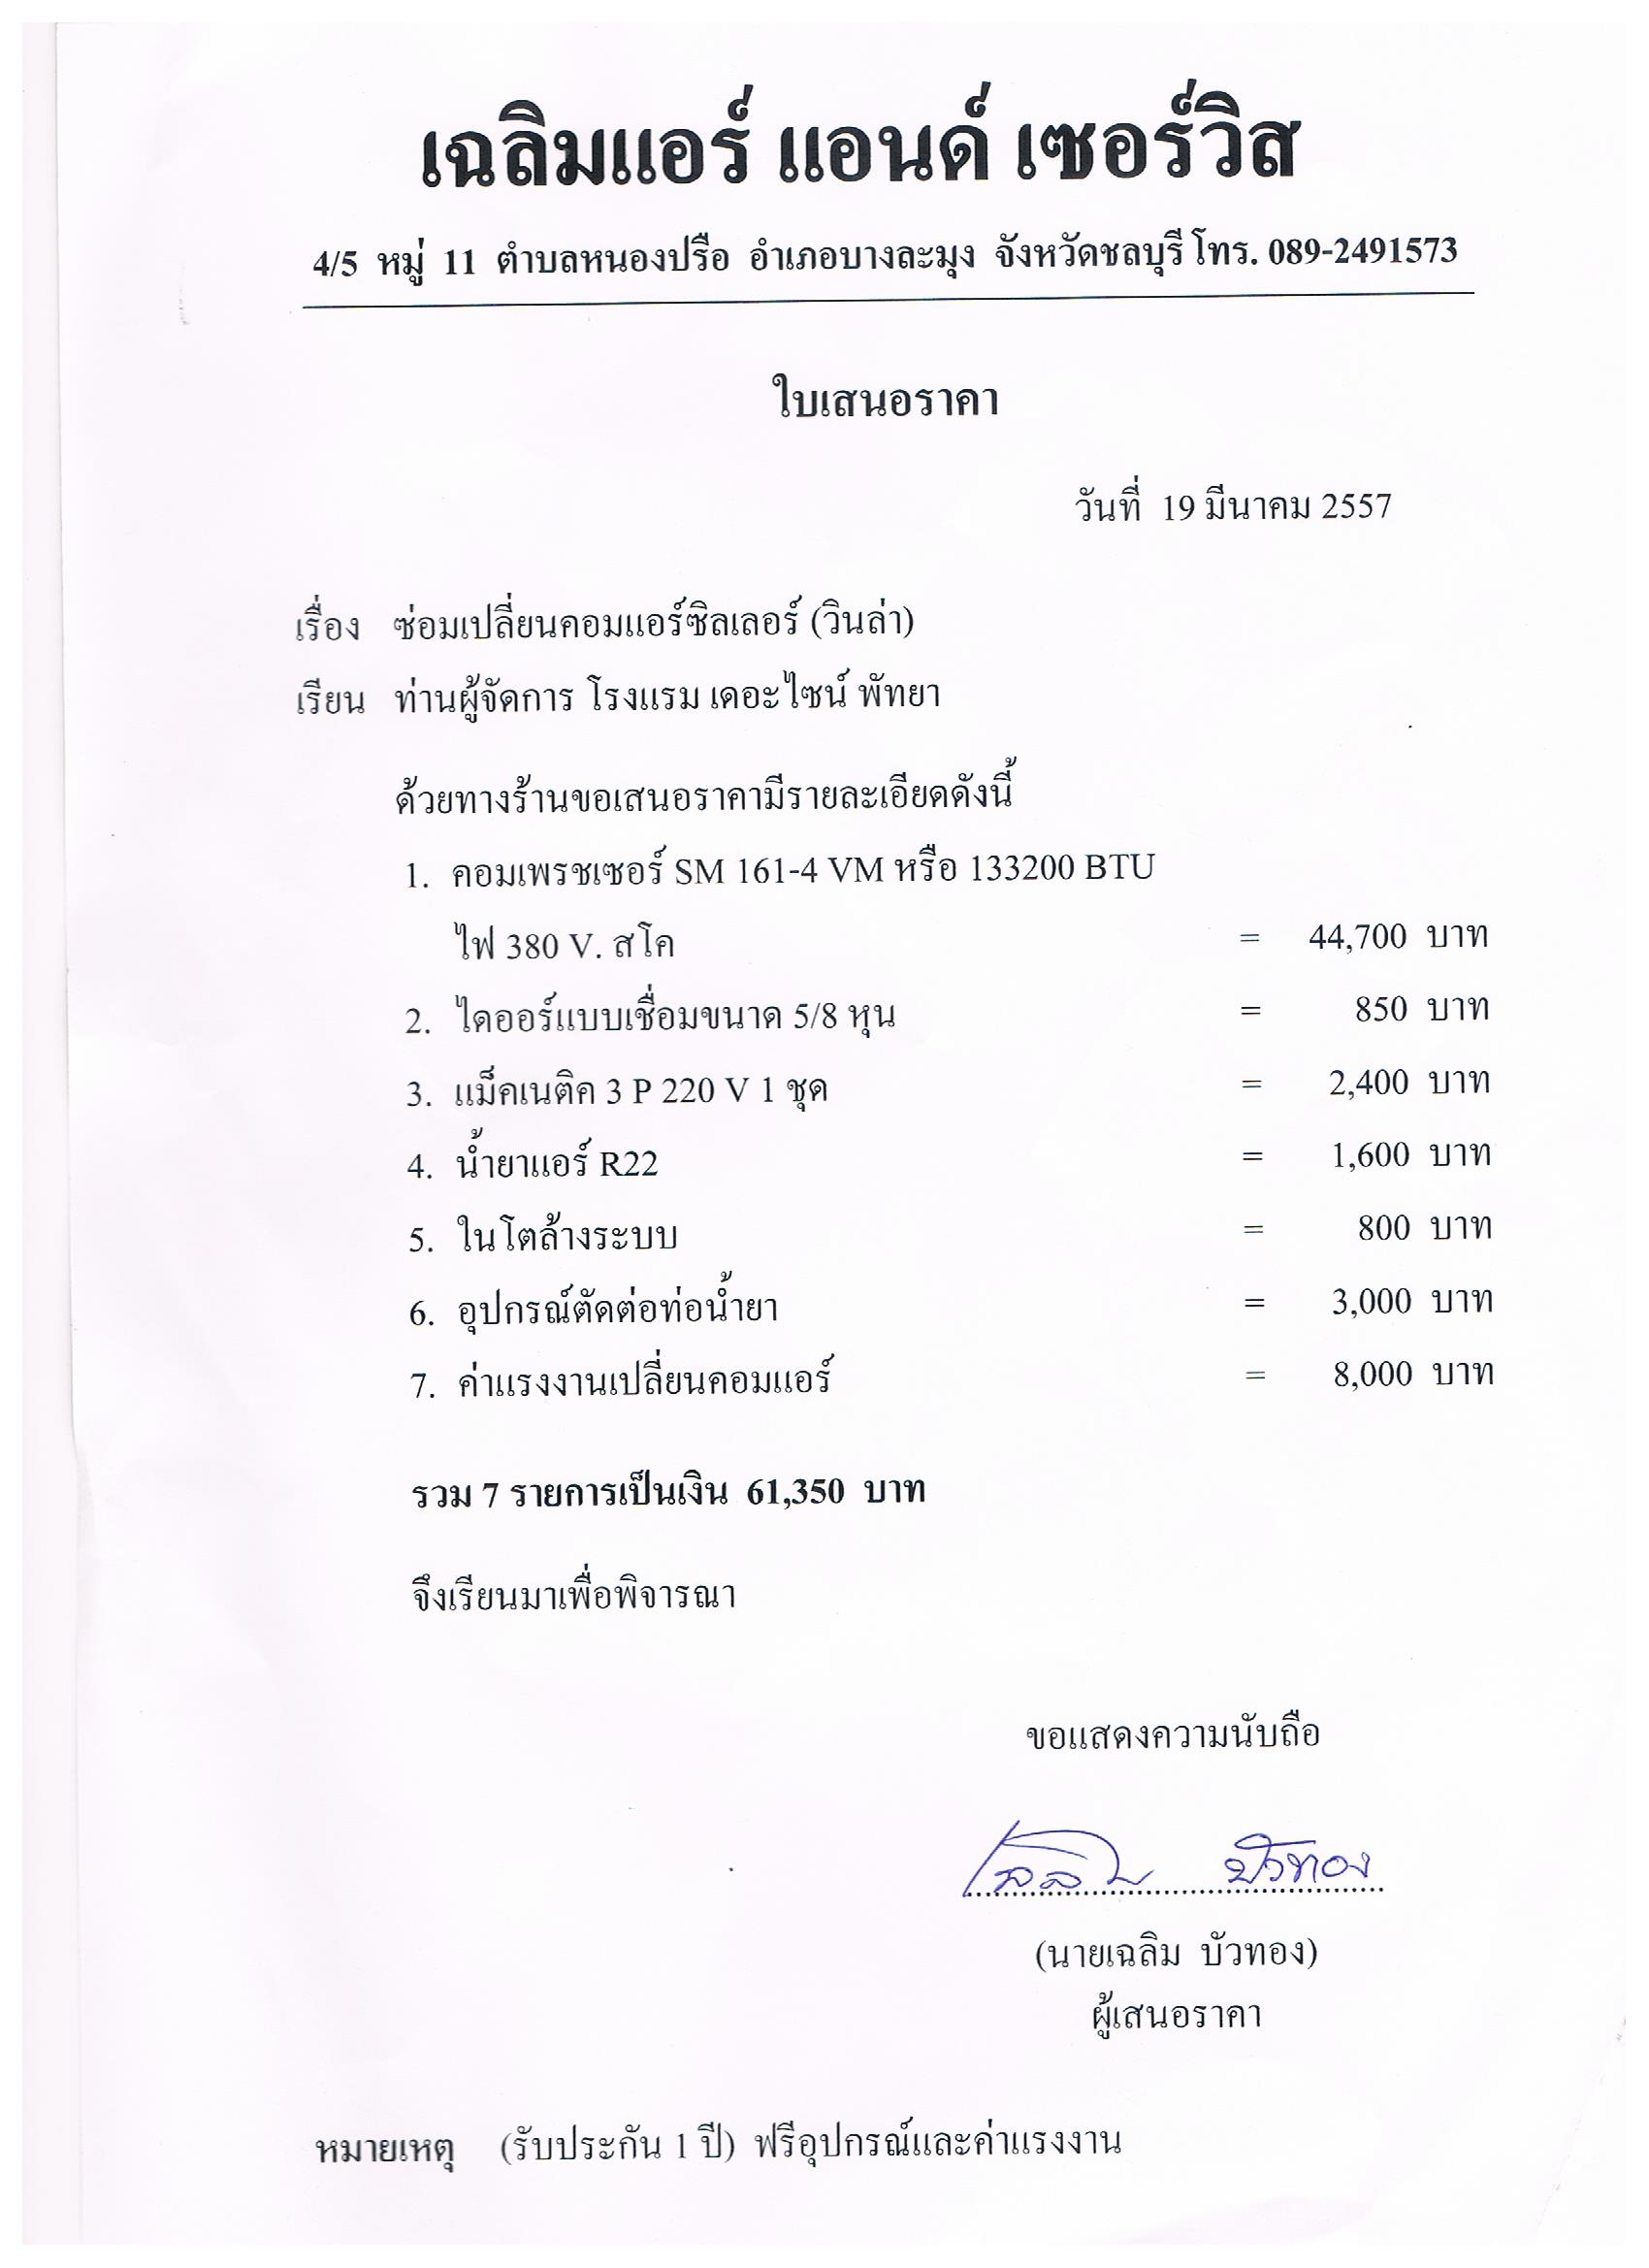 เฉลิมแอร์ แอนด์ เซอร์วิส
4/5 หมู่ 11 ตำบลหนองปรือ อำเภอบางละมุง จังหวัดชลบุรี โทร. 089-2491573
ใบเสนอราคา
วันที่ 19 มีนาคม 2557
เรื่อง ซ่อมเปลี่ยนคอมแอร์ซิลเลอร์ (วินล่า)
เรียน ท่านผู้จัดการ โรงแรม เดอะไซน์ พัทยา
ด้วยทางร้านขอเสนอราคามีรายละเอียดดังนี้
1. คอมเพรชเซอร์ SM 161-4 VM หรือ 133200 BTU
ไฟ 380 V. สโค = 44,700 บาท
2. ไดออร์แบบเชื่อมขนาด 5/8 หุน = 850 บาท
3. แม็คเนติค 3 P 220 V 1 ชุด = 2,400 บาท
4. น้ำยาแอร์ R22 = 1,600 บาท
5. ในโตล้างระบบ = 800 บาท
6. อุปกรณ์ตัดต่อท่อน้ำยา = 3,000 บาท
7. ค่าแรงงานเปลี่ยนคอมแอร์ = 8,000 บาท
รวม 7 รายการเป็นเงิน 61,350 บาท
จึงเรียนมาเพื่อพิจารณา
ขอแสดงความนับถือ
เฉลิม บัวทอง
(นายเฉลิม บัวทอง)
ผู้เสนอราคา
หมายเหตุ (รับประกัน 1 ปี) ฟรีอุปกรณ์และค่าแรงงาน